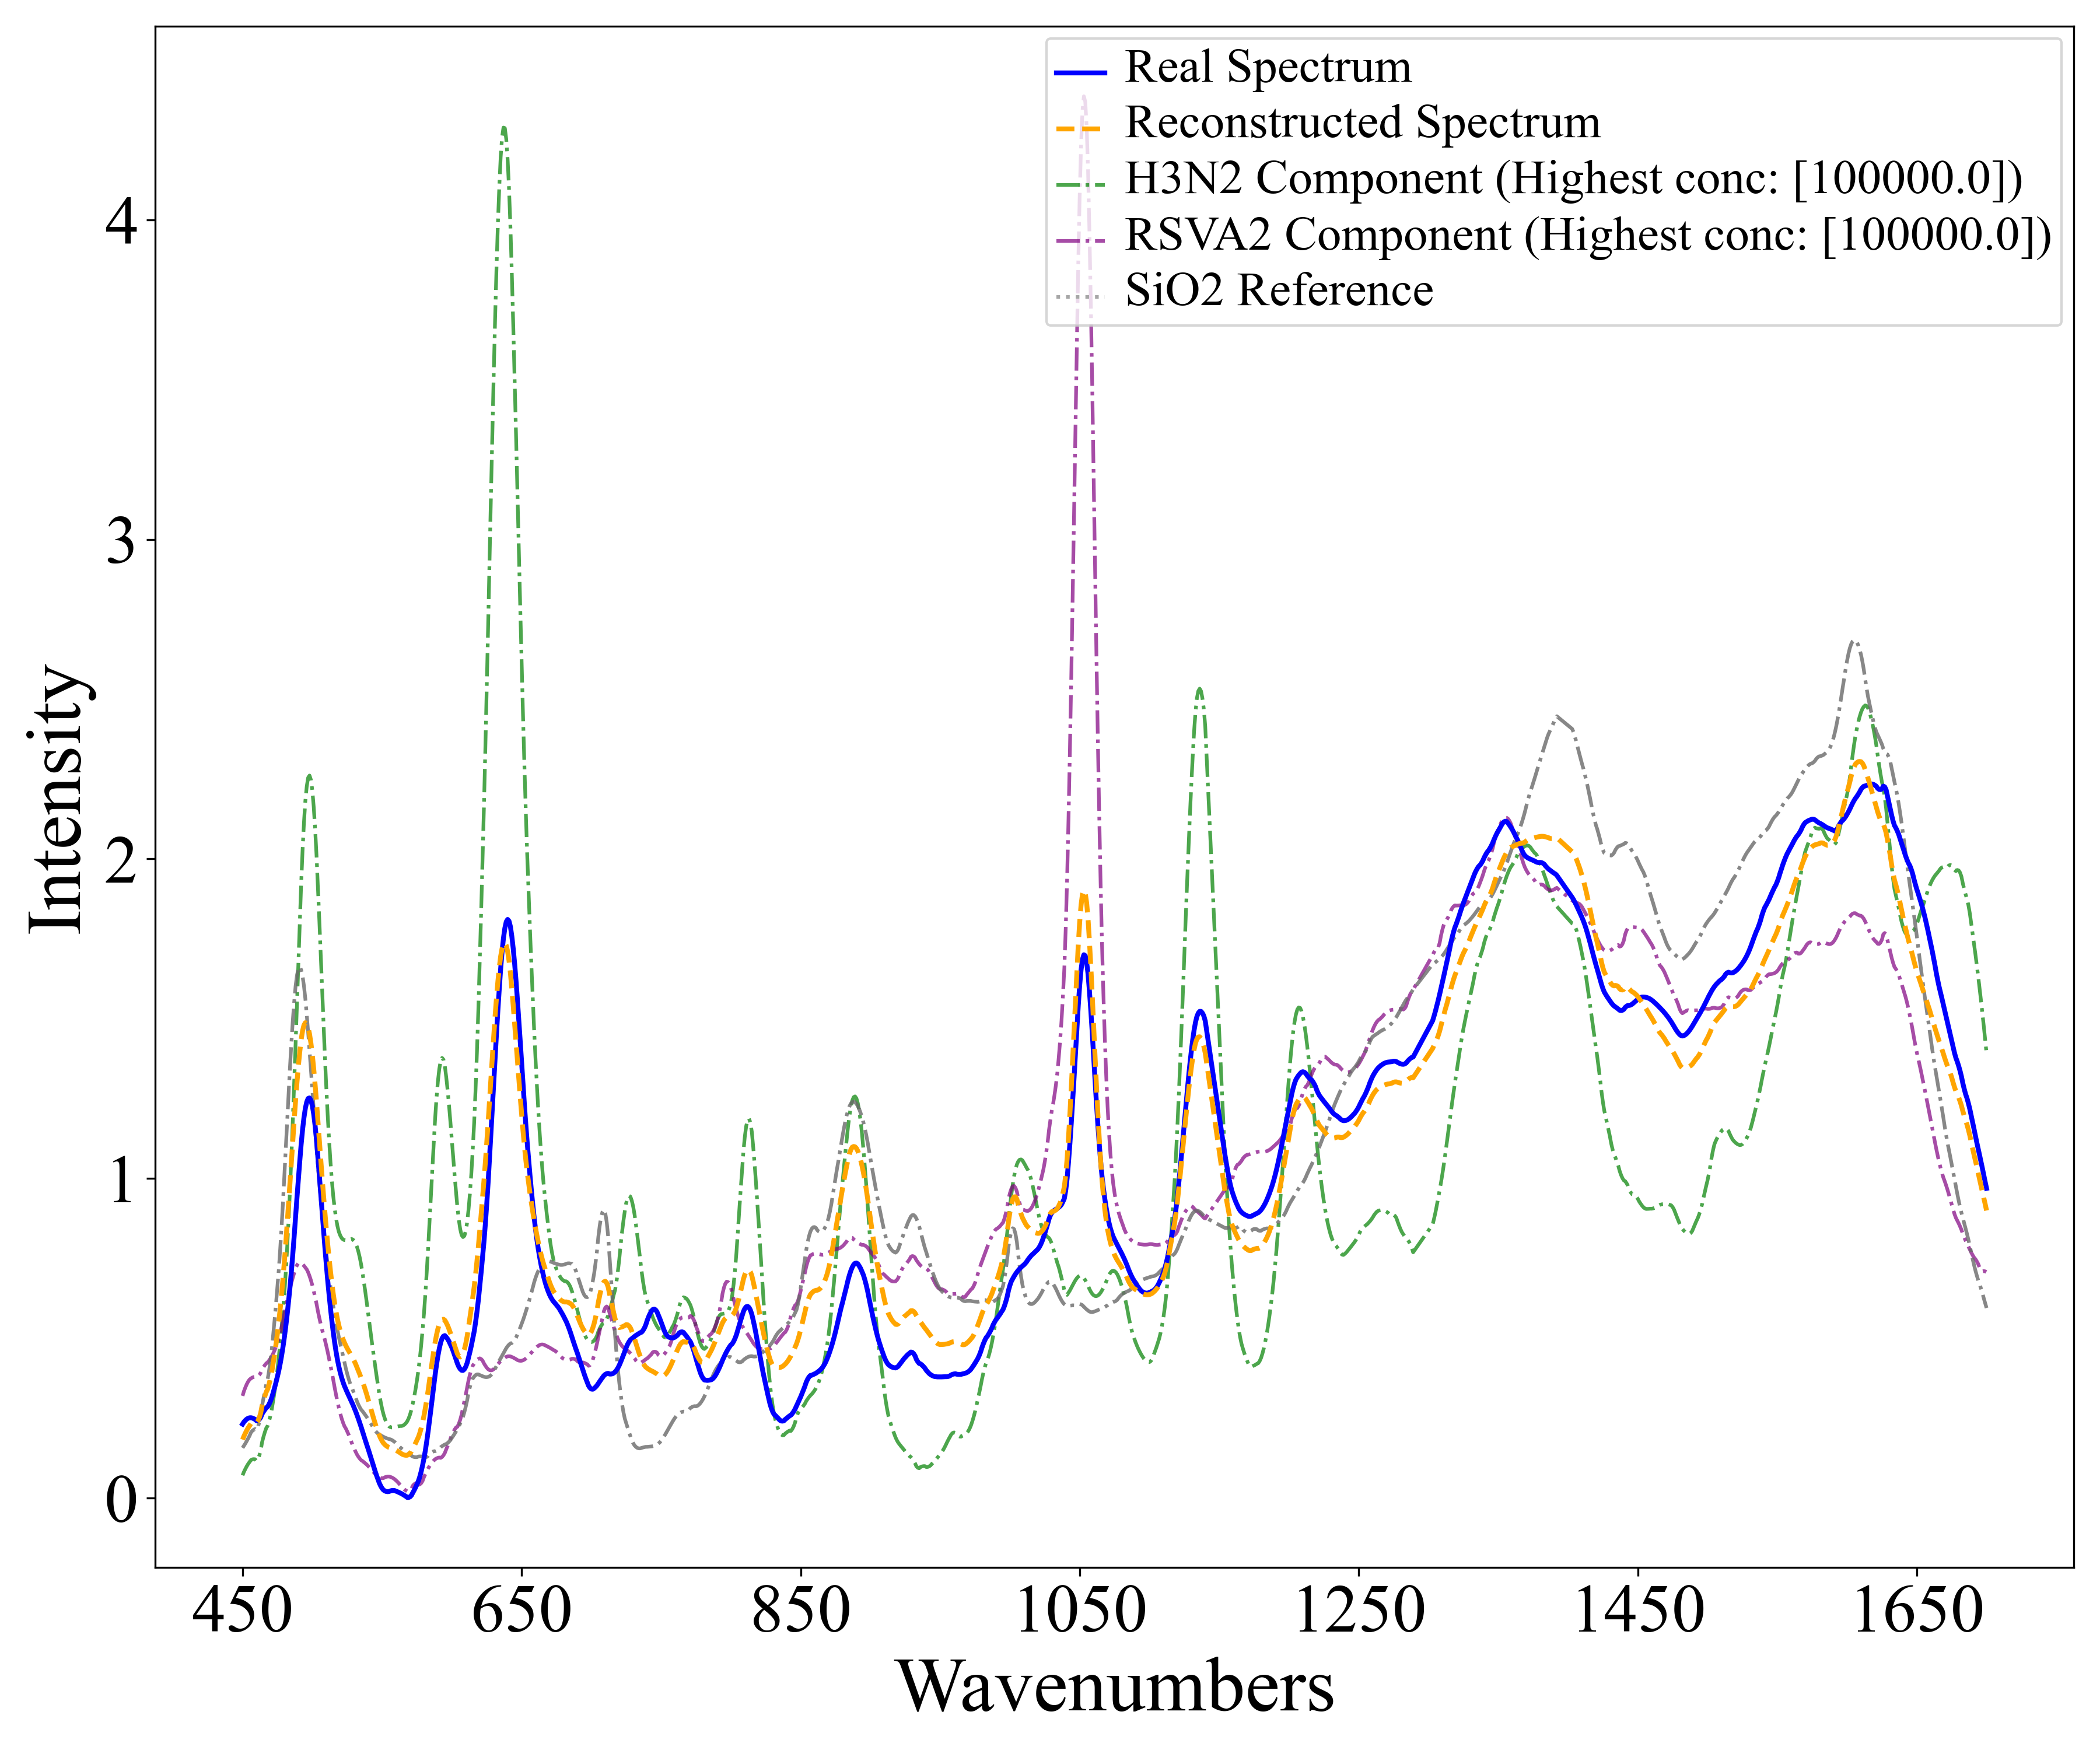 Real Spectrum
Reconstructed Spectrum
H3N2 Component (Highest conc: [100000.0])
RSVA2 Component (Highest conc: [100000.0])
SiO2 Reference
Intensity
4
3
2
1
0
450 650 850 1050 1250 1450 1650
Wavenumbers